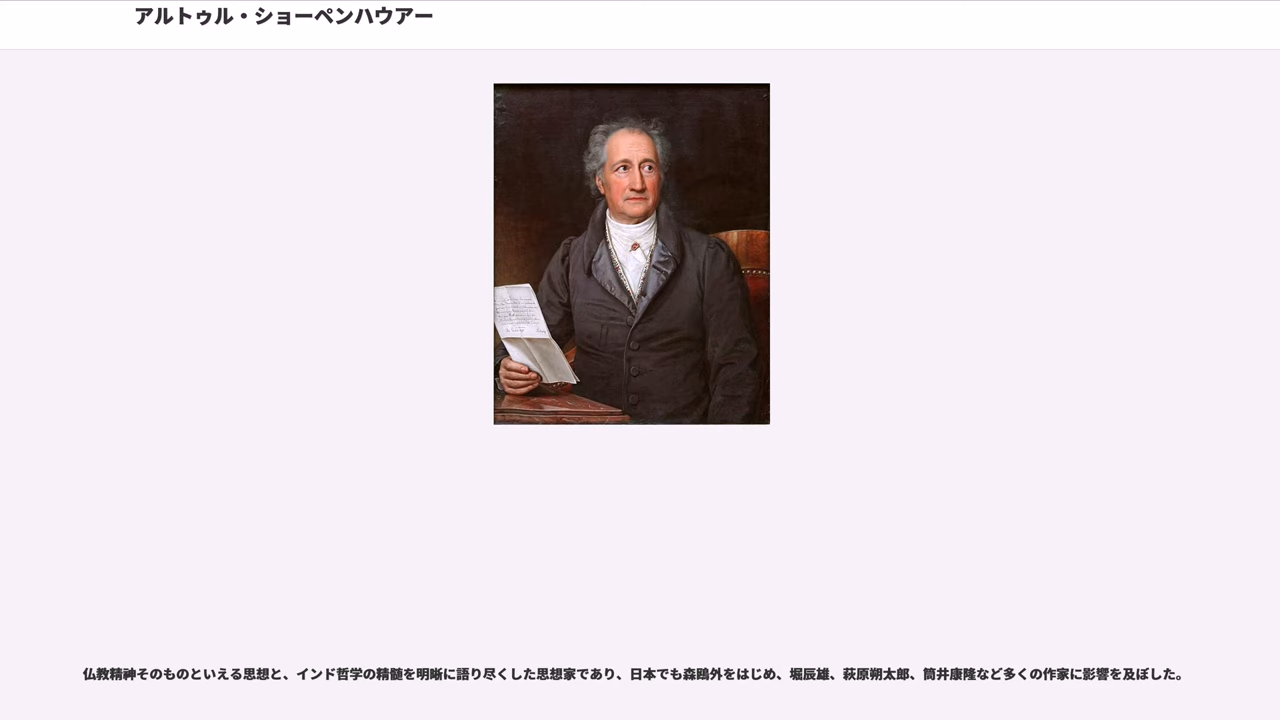 アルトゥル・ショーペンハウアー
仏教精神そのものといえる思想と、インド哲学の精髄を明晰に語り尽くした思想家であり、日本でも森鴎外をはじめ、堀辰雄、萩原朔太郎、筒井康隆など多くの作家に影響を及ぼした。